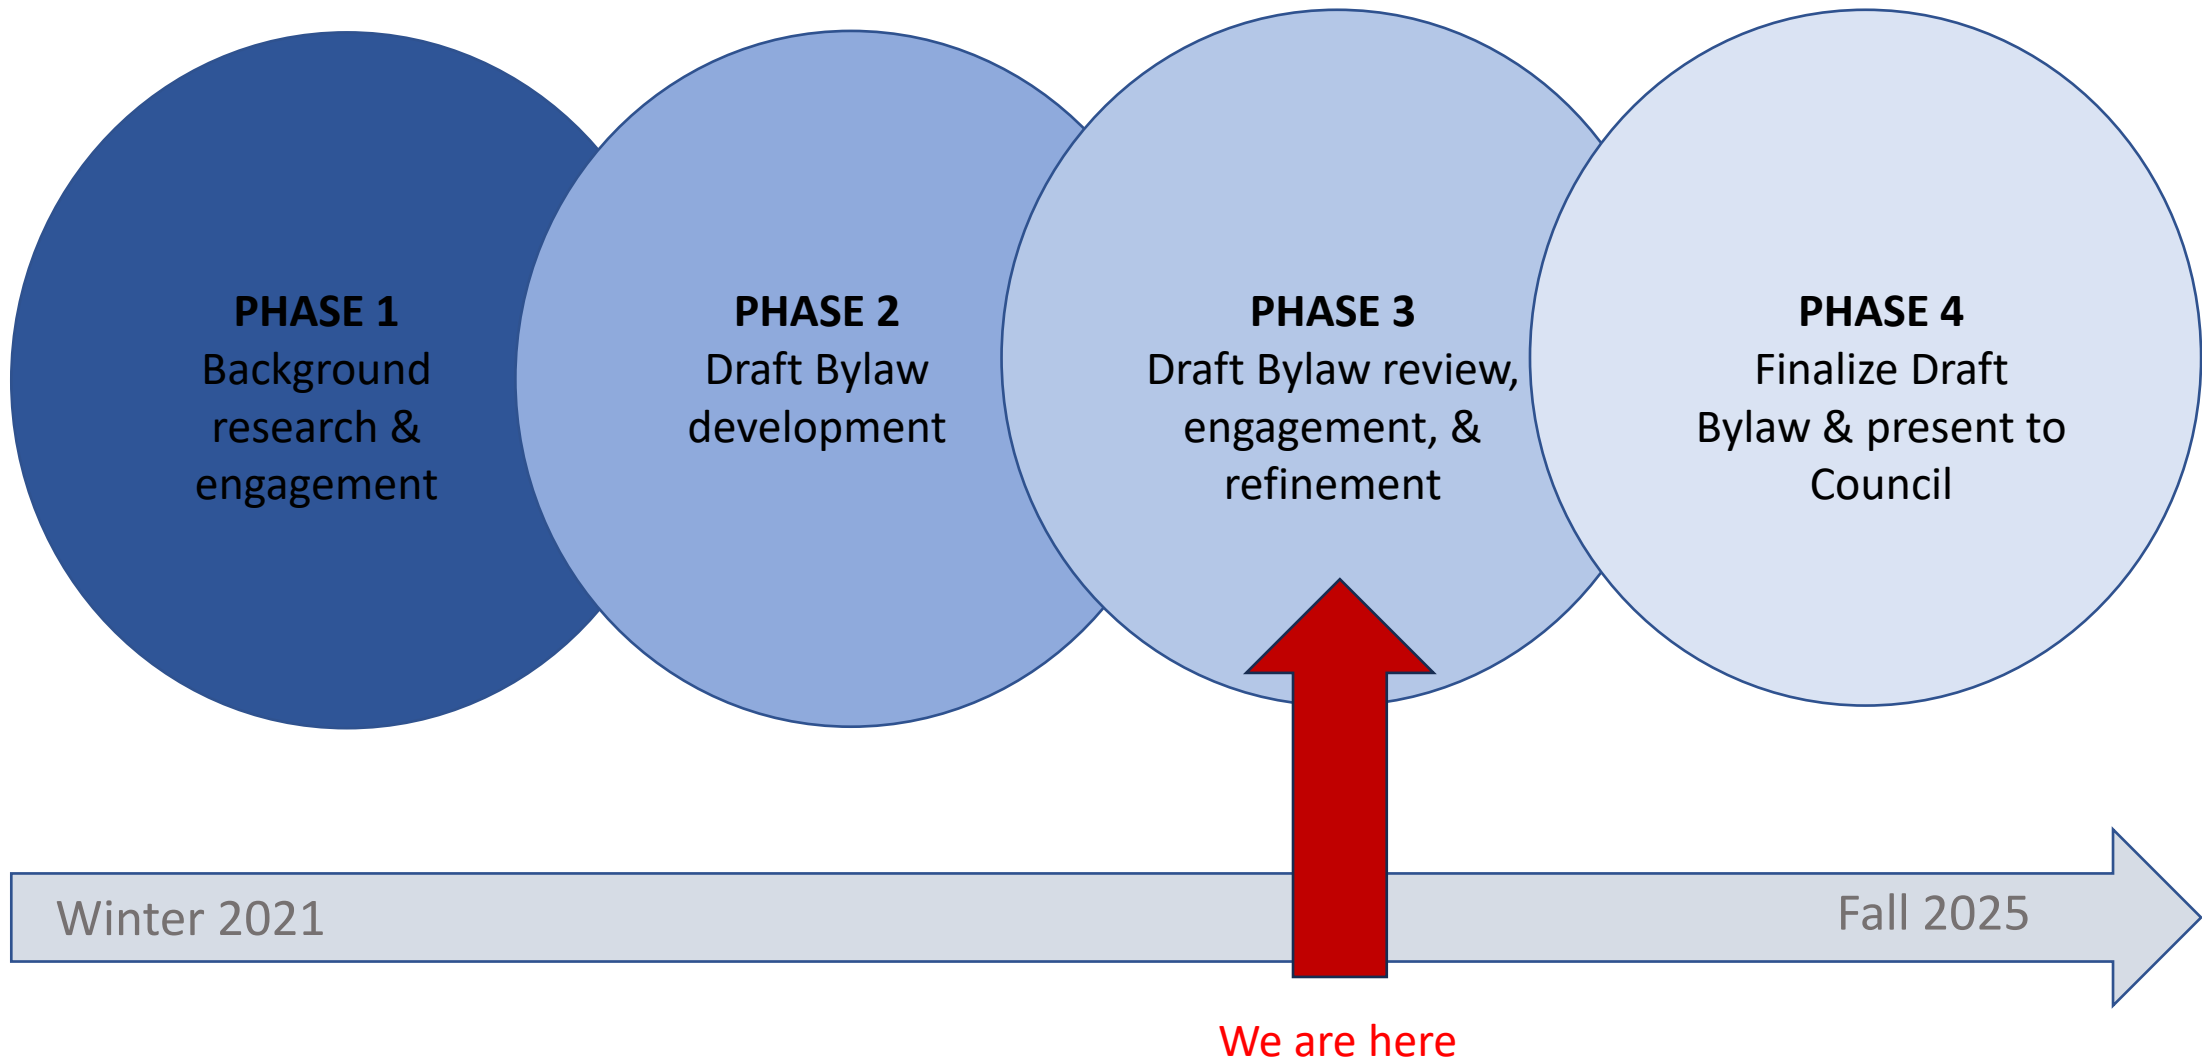 PHASE 1
Background
research &
engagement
PHASE 2
Draft Bylaw
development
PHASE 3
Draft Bylaw review,
engagement, &
refinement
PHASE 4
Finalize Draft
Bylaw & present to
Council
Winter 2021
Fall 2025
We are here